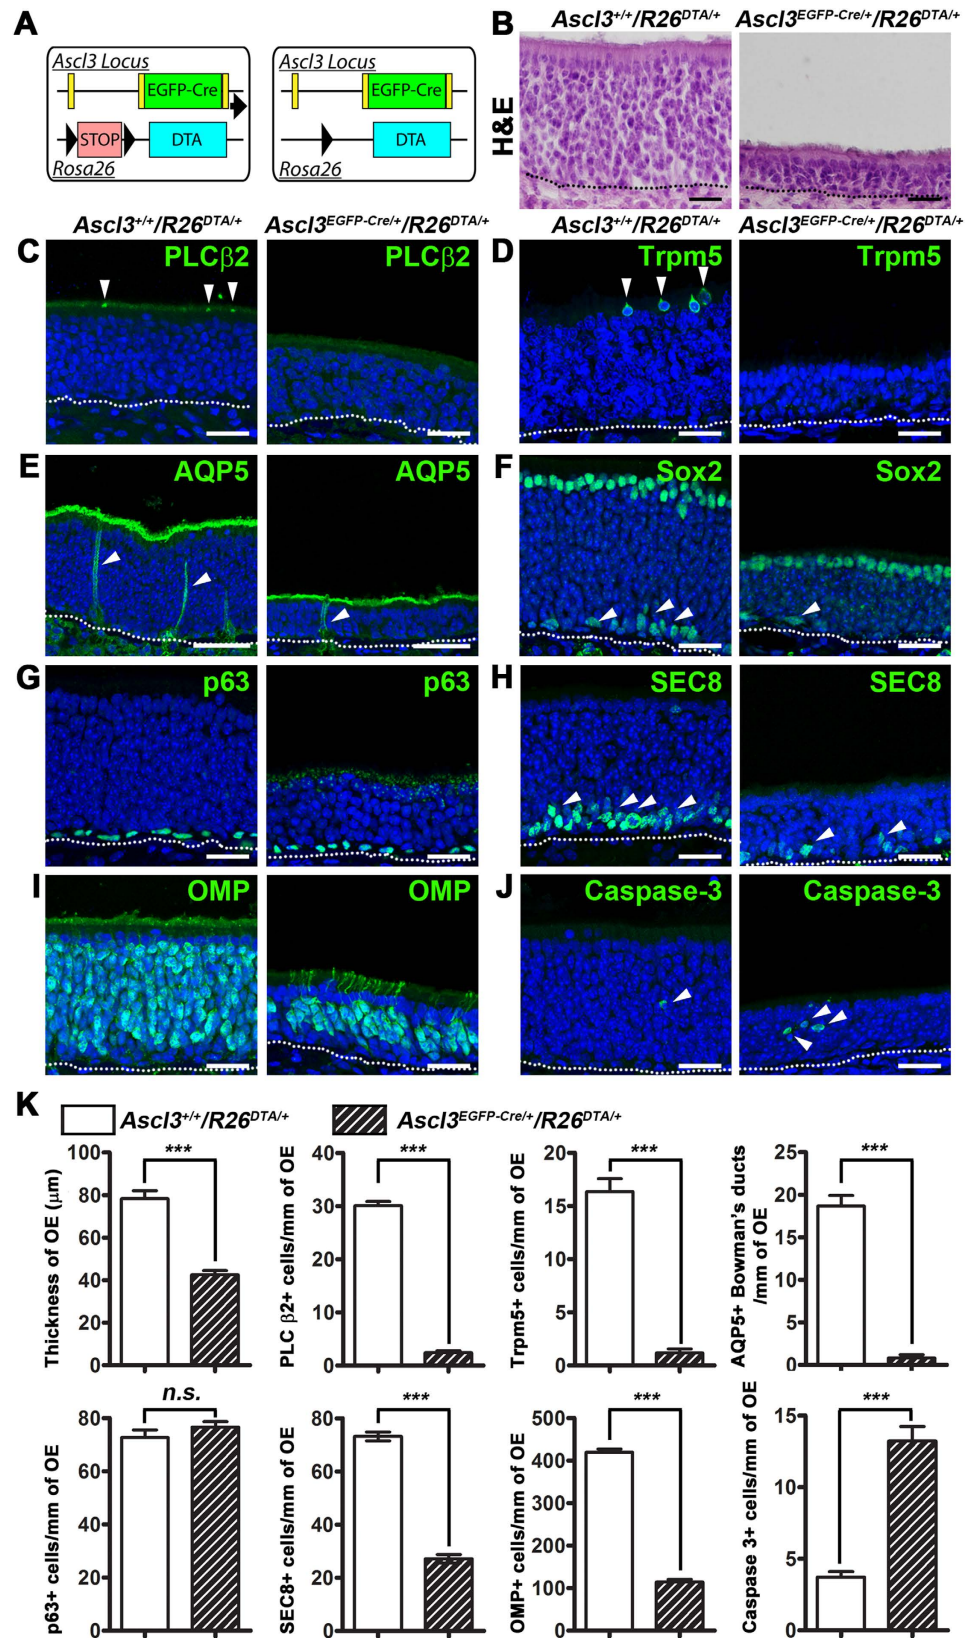 A
Ascl3 Locus
EGFP-Cre
STOP
DTA
Rosa26
Ascl3 Locus
EGFP-Cre
DTA
Rosa26
B
Ascl3+/+/R26DTA/+
Ascl3EGFP-Cre/+/R26DTA/+
H&E
Ascl3+/+/R26DTA/+
Ascl3EGFP-Cre/+/R26DTA/+
Ascl3+/+/R26DTA/+
Ascl3EGFP-Cre/+/R26DTA/+
C
PLCβ2
PLCβ2
D
Trpm5
Trpm5
E
AQP5
AQP5
F
Sox2
Sox2
G
p63
p63
H
SEC8
SEC8
I
OMP
OMP
J
Caspase-3
Caspase-3
K
Ascl3+/+/R26DTA/+
Ascl3EGFP-Cre/+/R26DTA/+
Thickness of OE (μm)
100
80
60
40
20
0
***
PLC β2+ cells/mm of OE
40
30
20
10
0
***
Trpm5+ cells/mm of OE
20
15
10
5
0
***
AQP5+ Bowman's ducts
/mm of OE
25
20
15
10
5
0
***
p63+ cells/mm of OE
80
60
40
20
0
n.s.
SEC8+ cells/mm of OE
80
60
40
20
0
***
OMP+ cells/mm of OE
500
400
300
200
100
0
***
Caspase 3+ cells/mm of OE
15
10
5
0
***